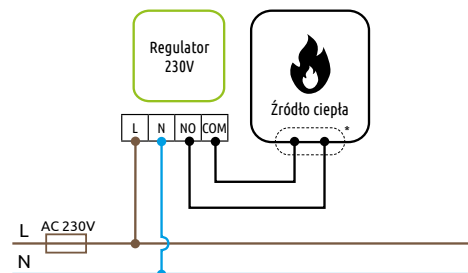 Regulator
230V
Źródło ciepła
*
L N NO COM
L AC 230V
N